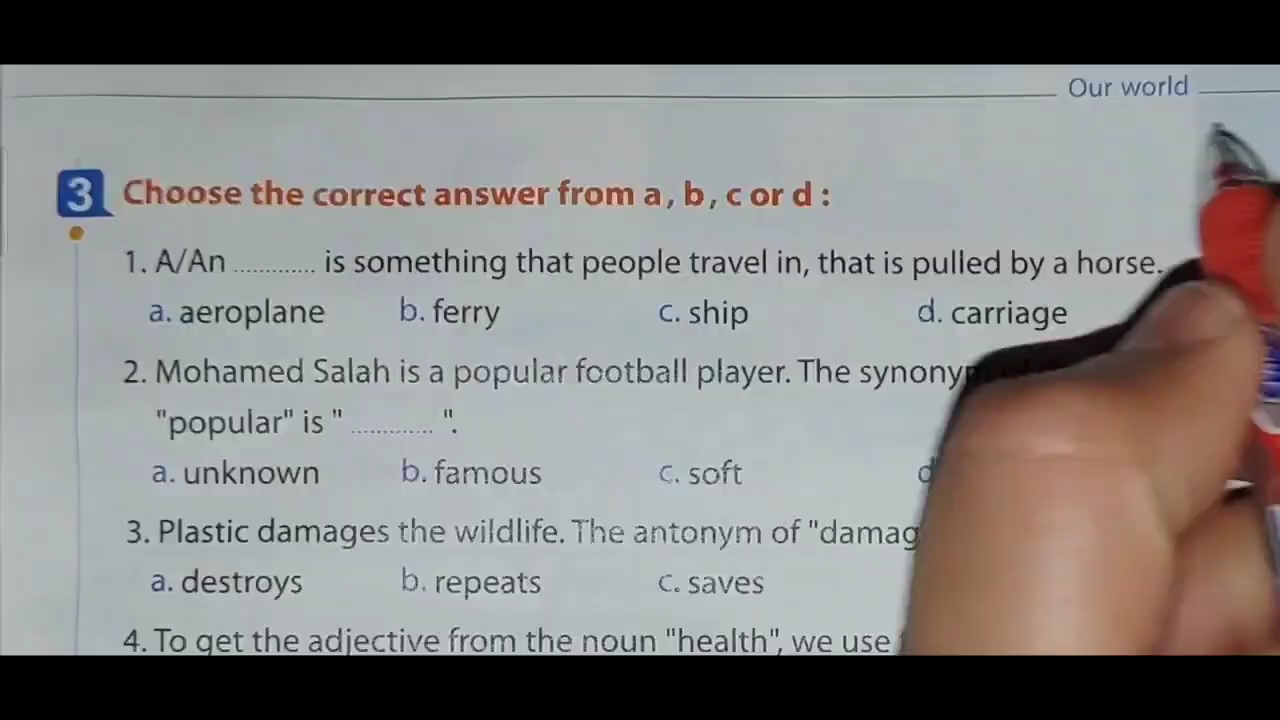 Our world
3 Choose the correct answer from a, b, c or d :
1. A/An ............ is something that people travel in, that is pulled by a horse.
a. aeroplane b. ferry c. ship d. carriage
2. Mohamed Salah is a popular football player. The
"popular" is " ............ ".
a. unknown b. famous c. soft d
3. Plastic damages the wildlife. The antonym of
a. destroys b. repeats c. saves
4. To get the adjective from the noun "health", we use